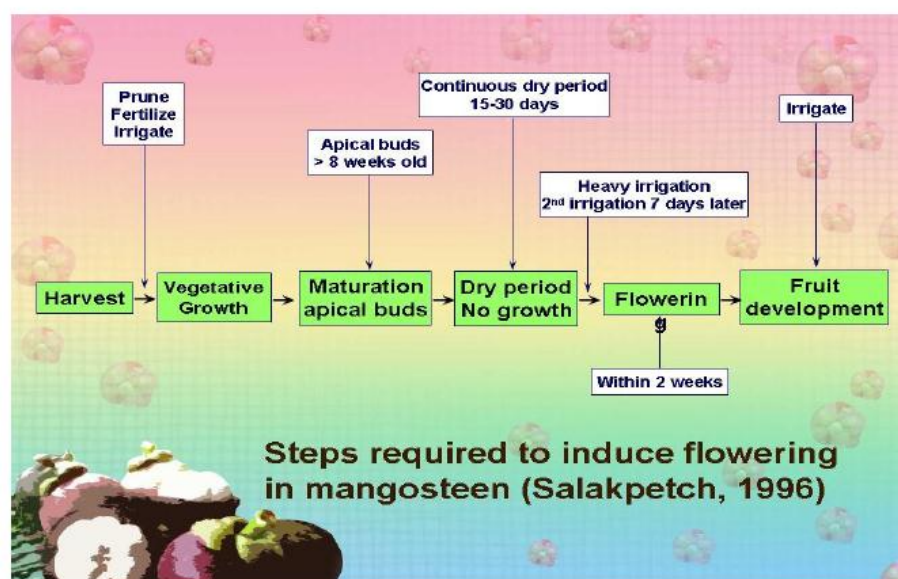 Prune
Fertilize
Irrigate
Apical buds
> 8 weeks old
Continuous dry period
15-30 days
Heavy irrigation
2nd irrigation 7 days later
Irrigate
Harvest
Vegetative
Growth
Maturation
apical buds
Dry period
No growth
Flowerin
g
Fruit
development
Within 2 weeks
Steps required to induce flowering
in mangosteen (Salakpetch, 1996)